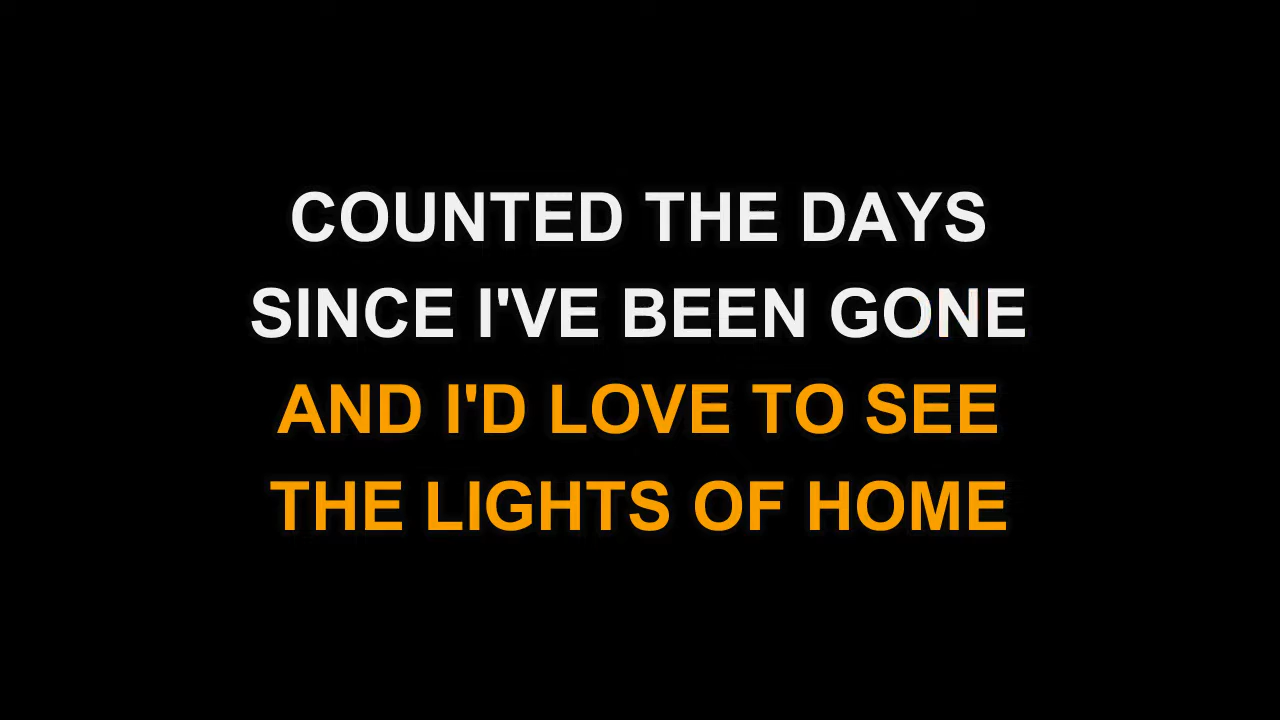 COUNTED THE DAYS
SINCE I'VE BEEN GONE
AND I'D LOVE TO SEE
THE LIGHTS OF HOME